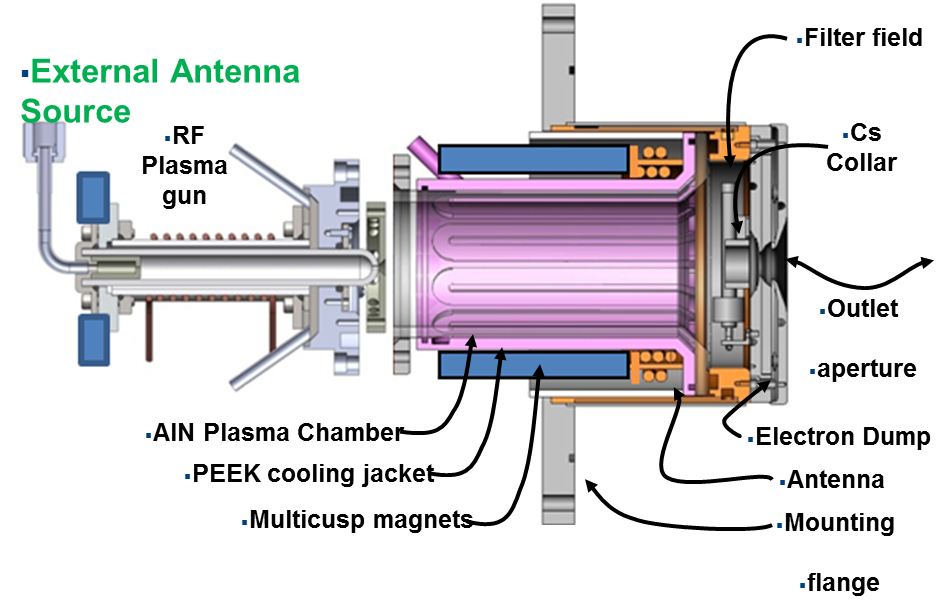 ▪External Antenna
Source
▪RF
Plasma
gun
▪Filter field
▪Cs
Collar
▪Outlet
▪aperture
▪Electron Dump
▪Antenna
▪Mounting
▪flange
▪AlN Plasma Chamber
▪PEEK cooling jacket
▪Multicusp magnets